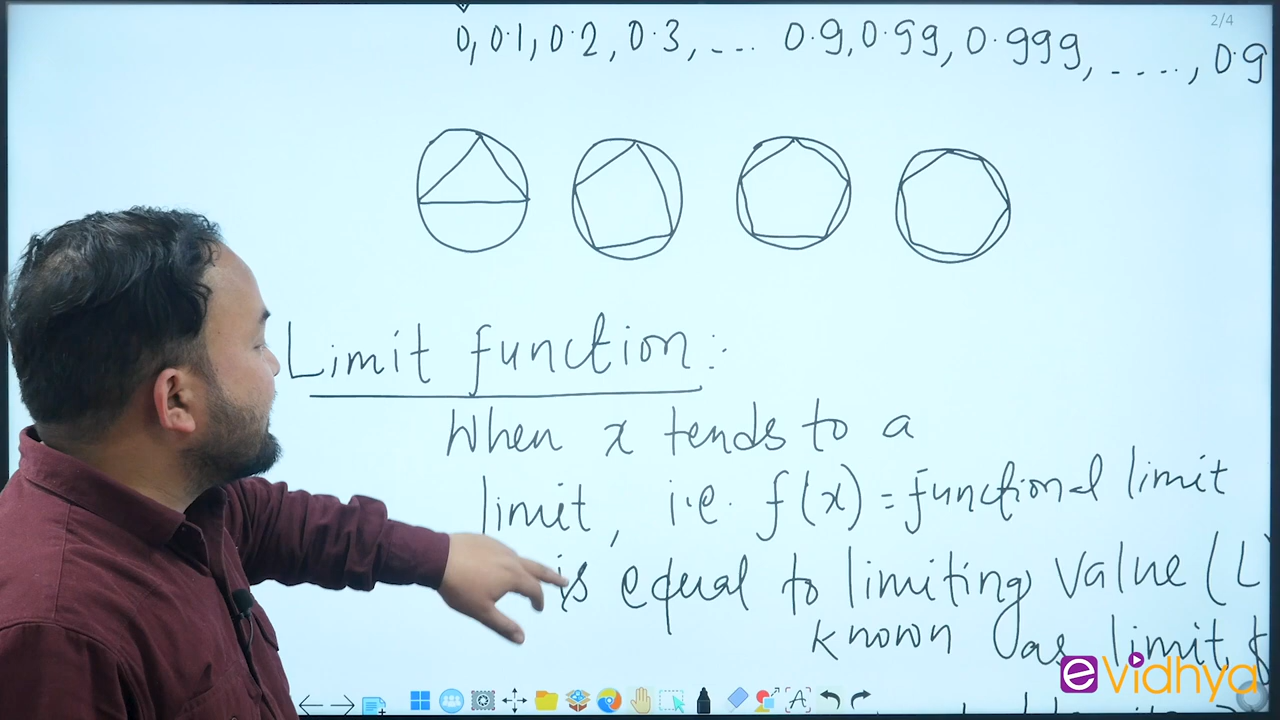 2/4
0, 0.1, 0.2, 0.3, ... 0.9, 0.99, 0.999, ....., 0.9
Limit function :
When x tends to a
limit, i.e. f(x) = functional limit
is equal to limiting value (L
known as limit f
eVidhya